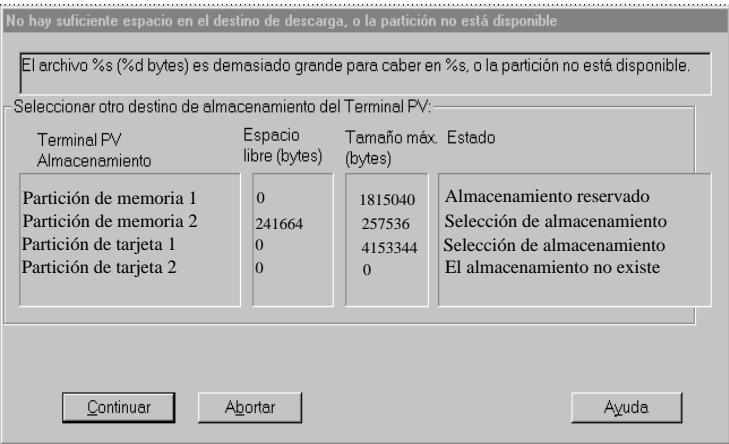 No hay suficiente espacio en el destino de descarga, o la partición no está disponible
El archivo %s (%d bytes) es demasiado grande para caber en %s, o la partición no está disponible.
Seleccionar otro destino de almacenamiento del Terminal PV:
Terminal PV Almacenamiento Espacio libre (bytes) Tamaño máx. (bytes) Estado
Partición de memoria 1 0 1815040 Almacenamiento reservado
Partición de memoria 2 241664 257536 Selección de almacenamiento
Partición de tarjeta 1 0 4153344 Selección de almacenamiento
Partición de tarjeta 2 0 0 El almacenamiento no existe
Continuar Abortar Ayuda